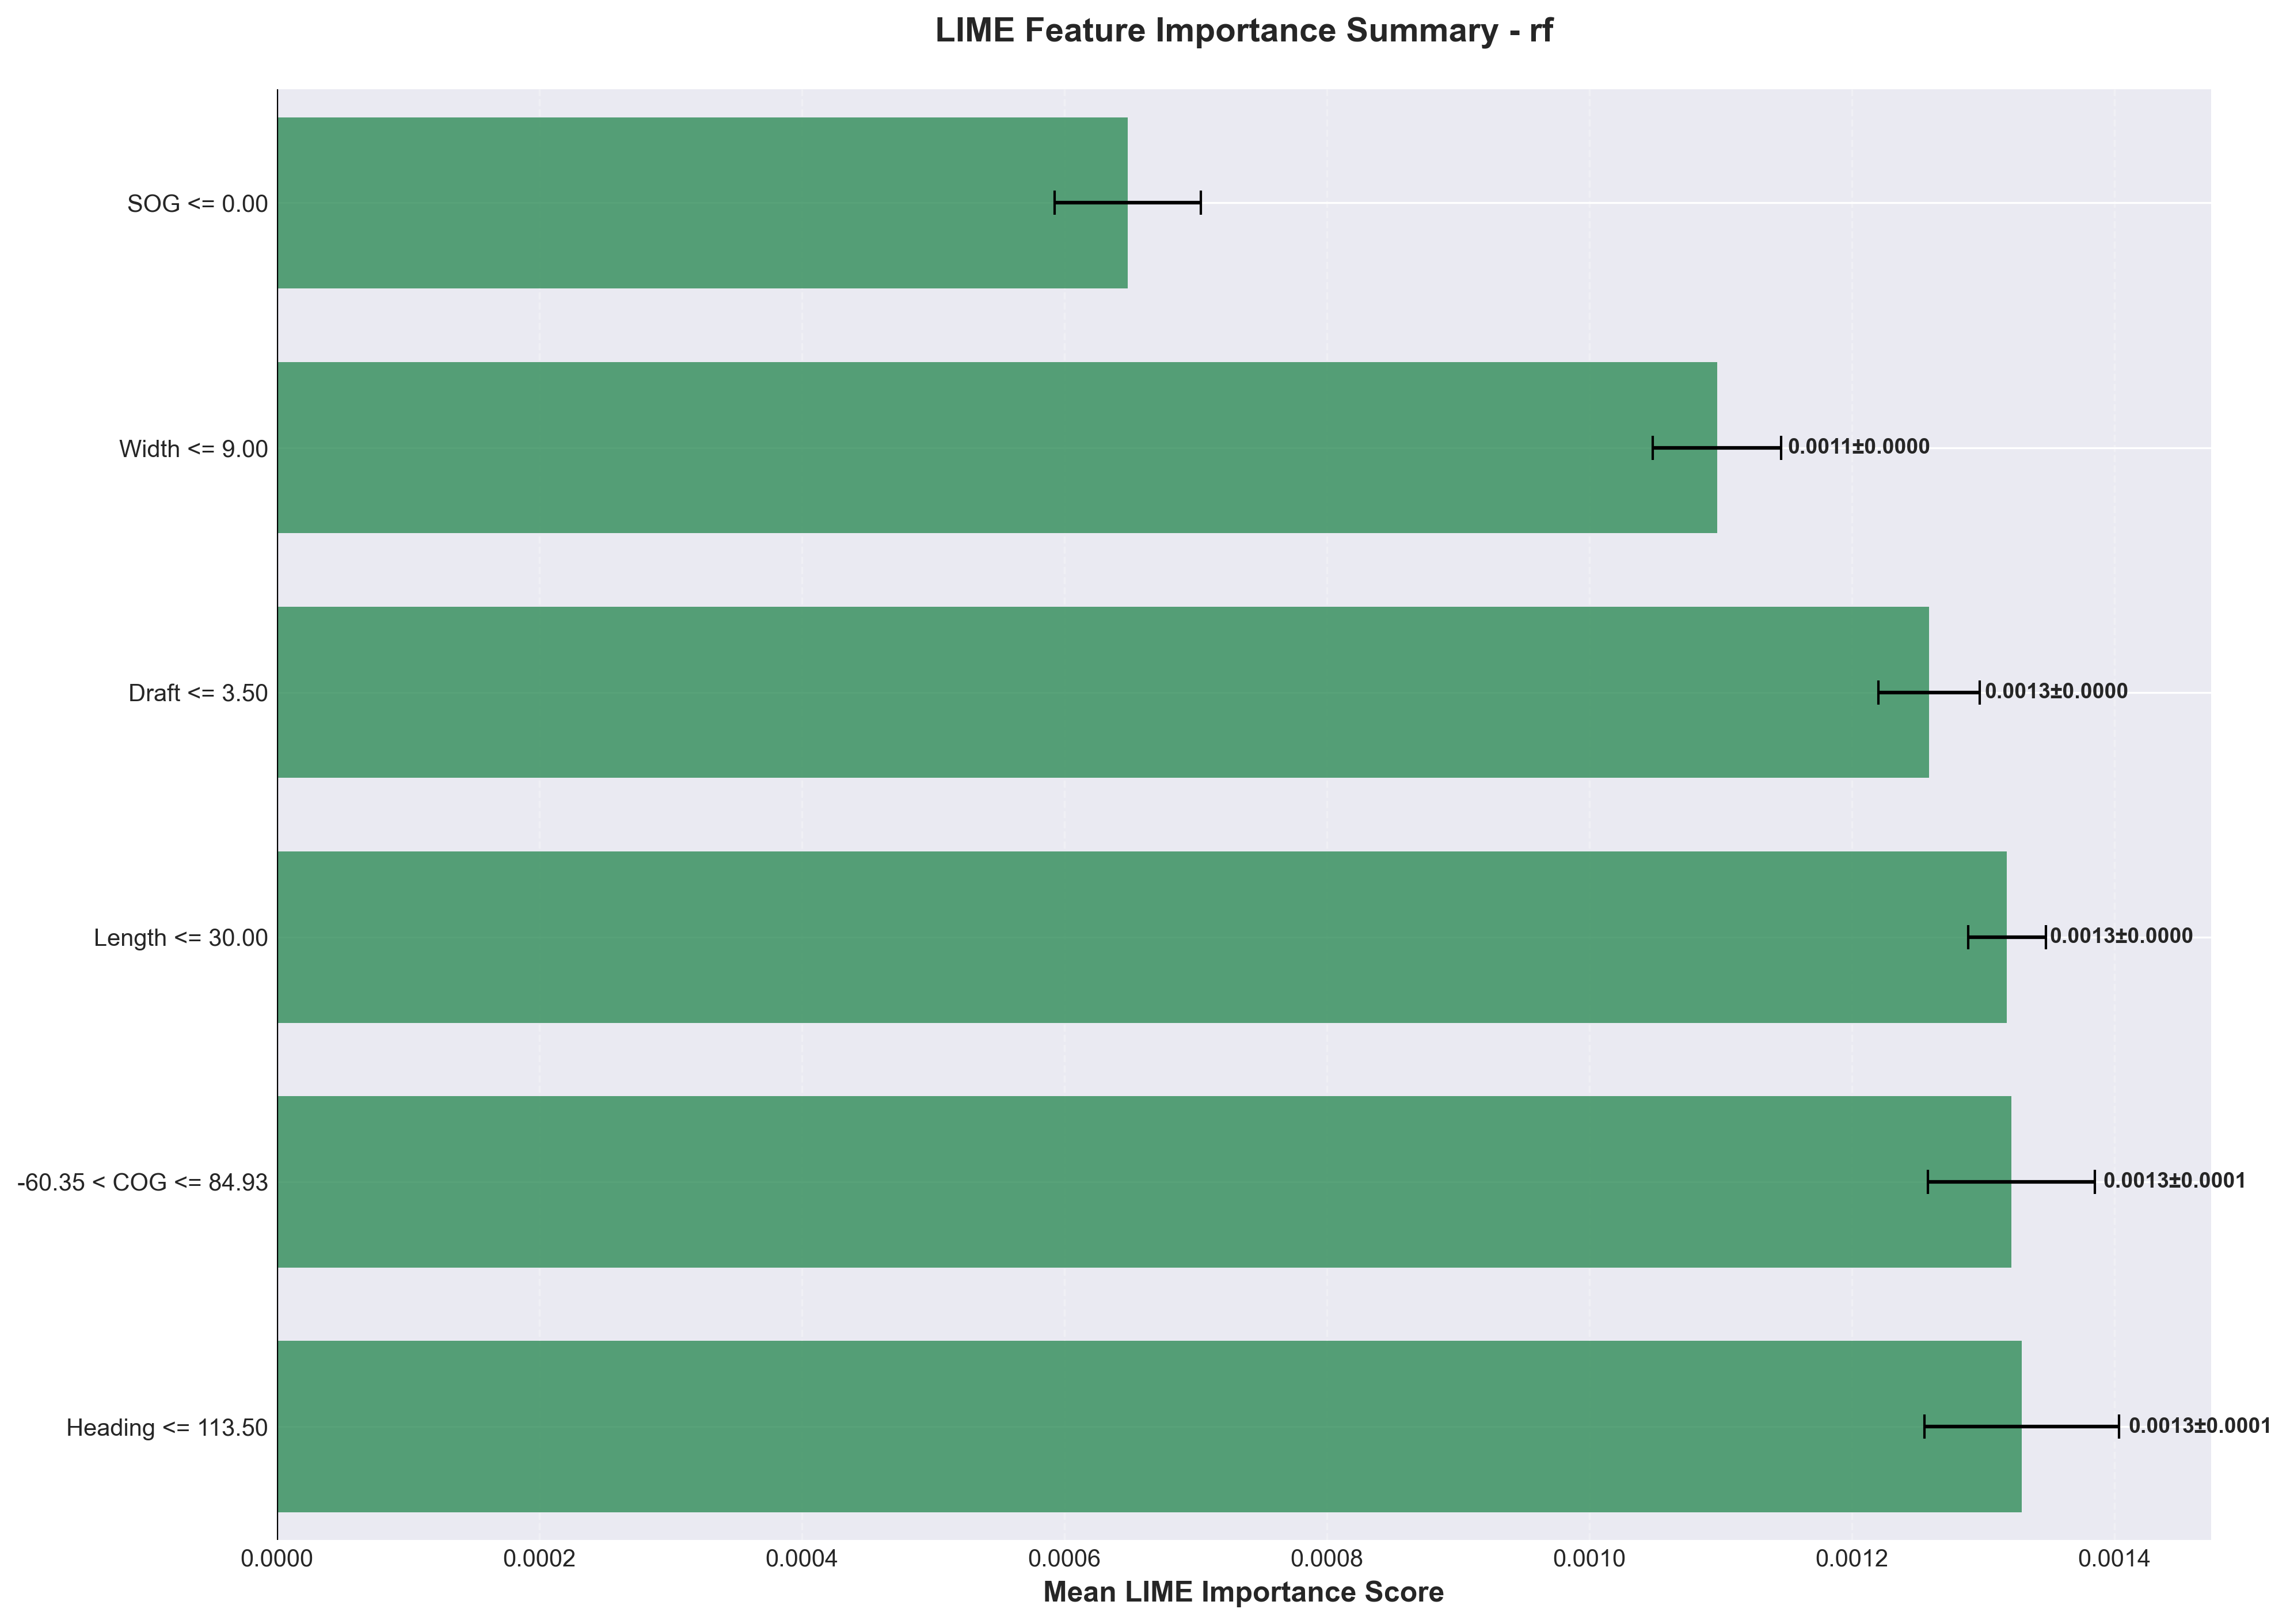 LIME Feature Importance Summary - rf
SOG <= 0.00
Width <= 9.00
0.0011±0.0000
Draft <= 3.50
0.0013±0.0000
Length <= 30.00
0.0013±0.0000
-60.35 < COG <= 84.93
0.0013±0.0001
Heading <= 113.50
0.0013±0.0001
0.0000 0.0002 0.0004 0.0006 0.0008 0.0010 0.0012 0.0014
Mean LIME Importance Score